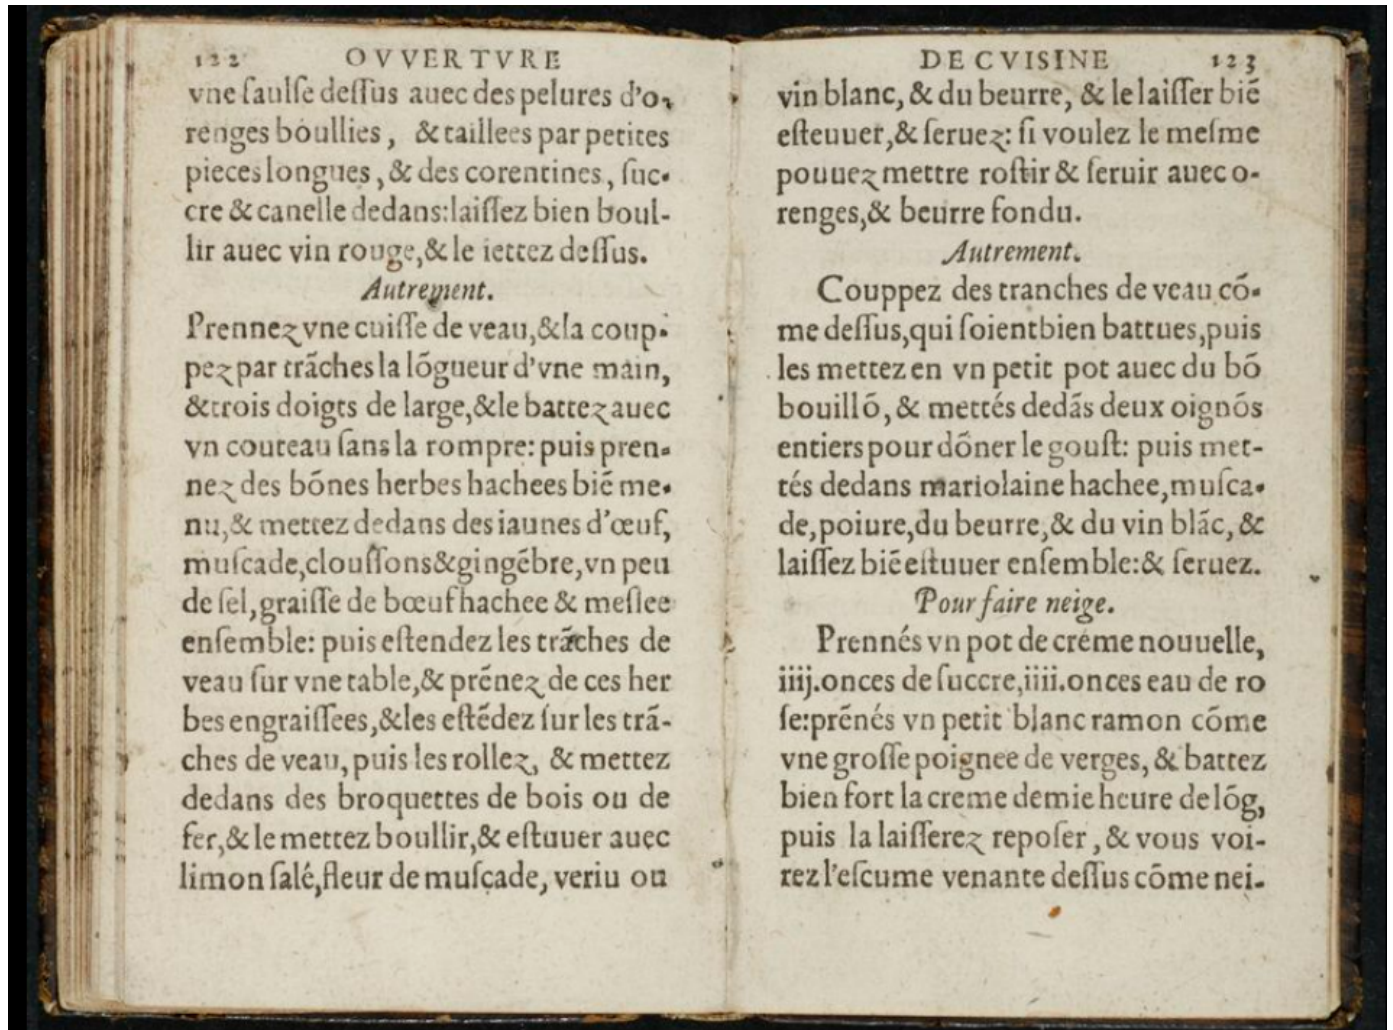 122 OVVERTVRE
vne ſaulſe deſſus auec des pelures d'o-
renges boullies, & taillees par petites
pieces longues, & des corentines, ſuc-
cre & canelle dedans: laiſſez bien boul-
lir auec vin rouge, & le iettez deſſus.
Autrement.
Prennez vne cuiſſe de veau, & la coup-
pez par trãches la lõgueur d'vne main,
& trois doigts de large, & le battez auec
vn couteau ſans la rompre: puis pren-
nez des bõnes herbes hachees biẽ me-
nu, & mettez dedans des iaunes d'œuf,
muſcade, clouſſons & gingẽbre, vn peu
de ſel, graiſſe de bœuf hachee & meſlee
enſemble: puis eſtendez les trãches de
veau ſur vne table, & prẽnez de ces her
bes engraiſſees, & les eſtẽdez ſur les trã-
ches de veau, puis les rollez, & mettez
dedans des broquettes de bois ou de
fer, & le mettez boullir, & eſtuuer auec
limon ſalé, fleur de muſcade, veriu ou
DE CVISINE 123
vin blanc, & du beurre, & le laiſſer biẽ
eſteuuer, & ſeruez: ſi voulez le meſme
pouuez mettre roſtir & ſeruir auec o-
renges, & beurre fondu.
Autrement.
Couppez des tranches de veau cõ-
me deſſus, qui ſoient bien battues, puis
les mettez en vn petit pot auec du bõ
bouillõ, & mettés dedãs deux oignõs
entiers pour dõner le gouſt: puis met-
tés dedans mariolaine hachee, muſca-
de, poiure, du beurre, & du vin blãc, &
laiſſez biẽ eſtuuer enſemble: & ſeruez.
Pour faire neige.
Prennés vn pot de créme nouuelle,
iiij. onces de ſuccre, iiii. onces eau de ro
ſe: prẽnés vn petit blanc ramon cõme
vne groſſe poignee de verges, & battez
bien fort la creme demie heure de lõg,
puis la laiſſerez repoſer, & vous voi-
rez l'eſcume venante deſſus cõme nei-